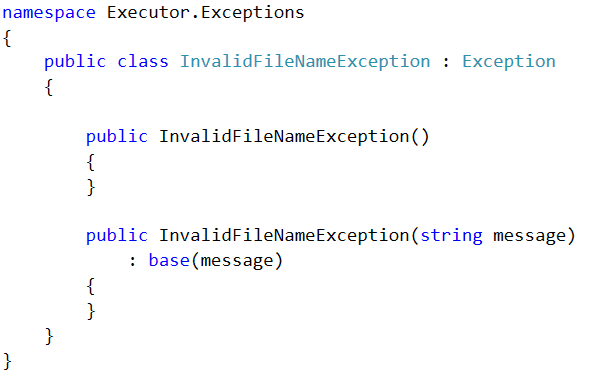 namespace Executor.Exceptions
{
    public class InvalidFileNameException : Exception
    {

        public InvalidFileNameException()
        {
        }

        public InvalidFileNameException(string message)
            : base(message)
        {
        }
    }
}